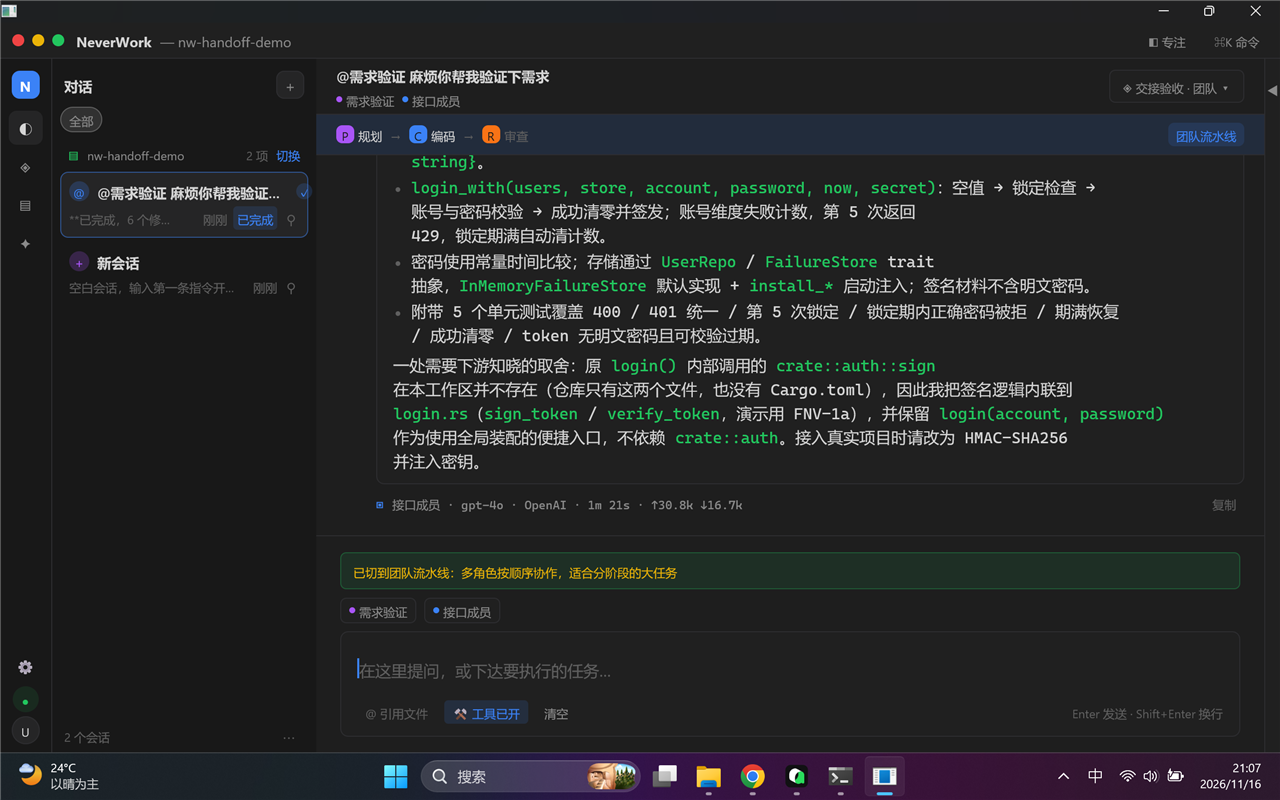 NeverWork — nw-handoff-demo
专注
⌘K 命令
N
对话
+
全部
nw-handoff-demo
2 项 切换
@ @需求验证 麻烦你帮我验证...
**已完成，6 个修... 刚刚 已完成
+ 新会话
空白会话，输入第一条指令开... 刚刚
U
2 个会话
...
@需求验证 麻烦你帮我验证下需求
需求验证 接口成员
交接验收 · 团队
P 规划 → C 编码 → R 审查
团队流水线
string}。
login_with(users, store, account, password, now, secret)：空值 → 锁定检查 →
账号与密码校验 → 成功清零并签发；账号维度失败计数，第 5 次返回
429，锁定期满自动清计数。
密码使用常量时间比较；存储通过 UserRepo / FailureStore trait
抽象，InMemoryFailureStore 默认实现 + install_* 启动注入；签名材料不含明文密码。
附带 5 个单元测试覆盖 400 / 401 统一 / 第 5 次锁定 / 锁定期内正确密码被拒 / 期满恢复
/ 成功清零 / token 无明文密码且可校验过期。
一处需要下游知晓的取舍：原 login() 内部调用的 crate::auth::sign
在本工作区并不存在（仓库只有这两个文件，也没有 Cargo.toml），因此我把签名逻辑内联到
login.rs（sign_token / verify_token，演示用 FNV-1a），并保留 login(account, password)
作为使用全局装配的便捷入口，不依赖 crate::auth。接入真实项目时请改为 HMAC-SHA256
并注入密钥。
接口成员 · gpt-4o · OpenAI · 1m 21s · ↑30.8k ↓16.7k
复制
已切到团队流水线：多角色按顺序协作，适合分阶段的大任务
需求验证 接口成员
在这里提问，或下达要执行的任务...
@ 引用文件 工具已开 清空
Enter 发送 · Shift+Enter 换行
24°C
以晴为主
搜索
中
21:07
2026/11/16